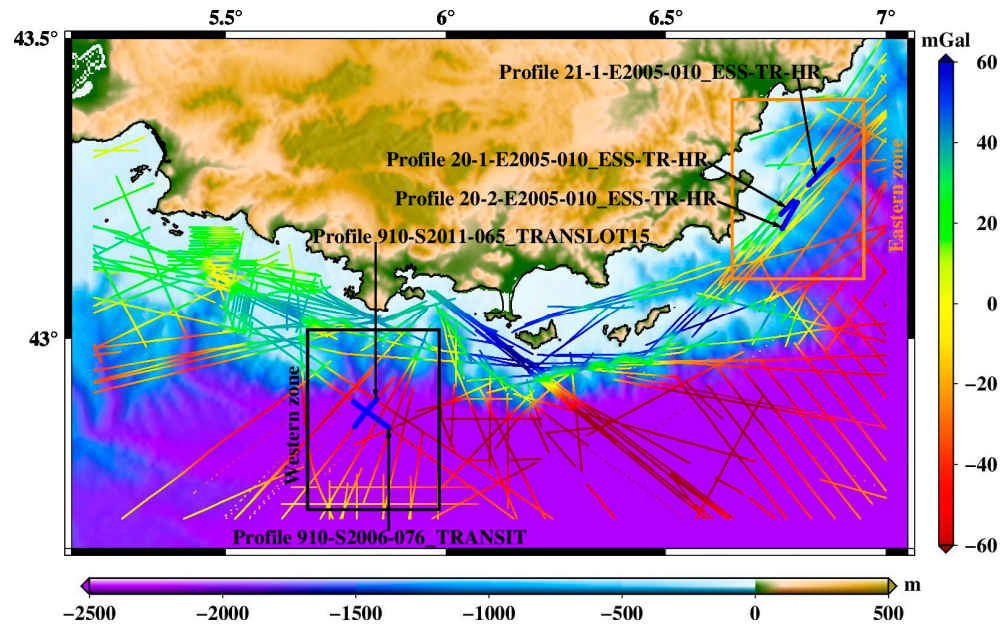 5.5° 6° 6.5° 7°
43.5°
mGal
Profile 21-1-E2005-010_ESS-TR-HR
60
Profile 20-1-E2005-010_ESS-TR-HR
40
Profile 20-2-E2005-010_ESS-TR-HR
Eastern zone
Profile 910-S2011-065_TRANSLOT15
20
0
43°
−20
Western zone
−40
Profile 910-S2006-076_TRANSIT
−60
m
−2500 −2000 −1500 −1000 −500 0 500